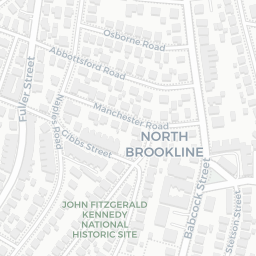 Osborne Road
Abbottsford Road
Fuller Street
Naples Road
Manchester Road
Gibbs Street
NORTH
BROOKLINE
JOHN FITZGERALD
KENNEDY
NATIONAL
HISTORIC SITE
Babcock Street
Stetson Street